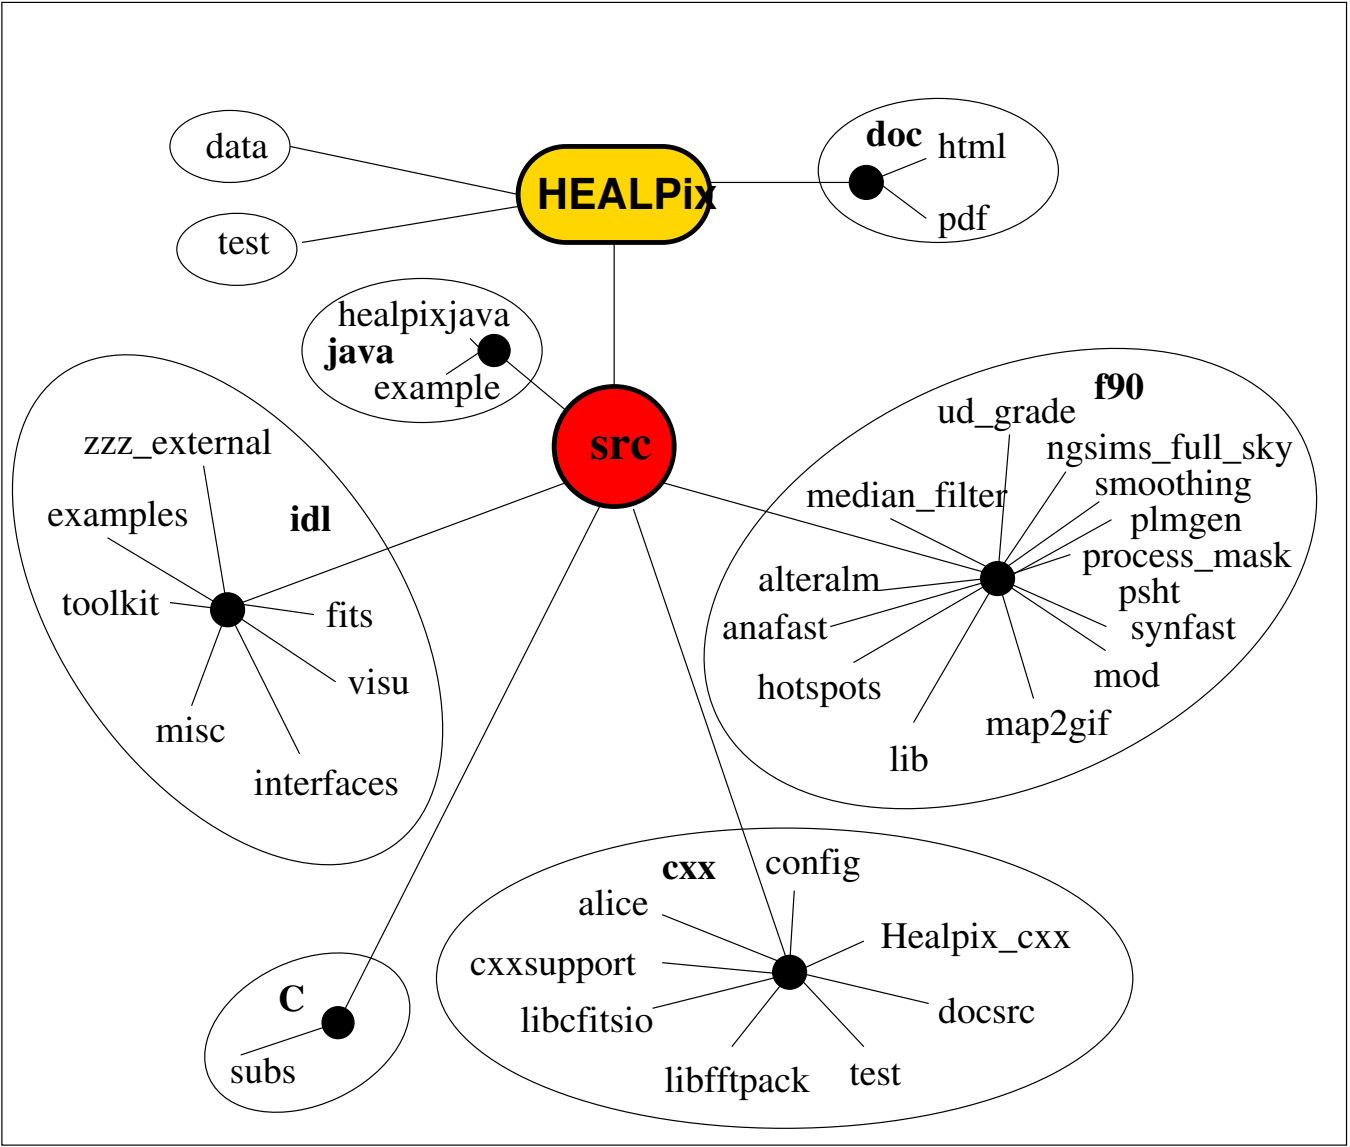 data
test
HEALPix
doc
html
pdf
healpixjava
java
example
src
zzz_external
examples
idl
toolkit
fits
visu
misc
interfaces
f90
ud_grade
ngsims_full_sky
smoothing
median_filter
plmgen
process_mask
alteralm
psht
anafast
synfast
mod
hotspots
map2gif
lib
cxx
config
alice
Healpix_cxx
cxxsupport
docsrc
libcfitsio
libfftpack
test
C
subs